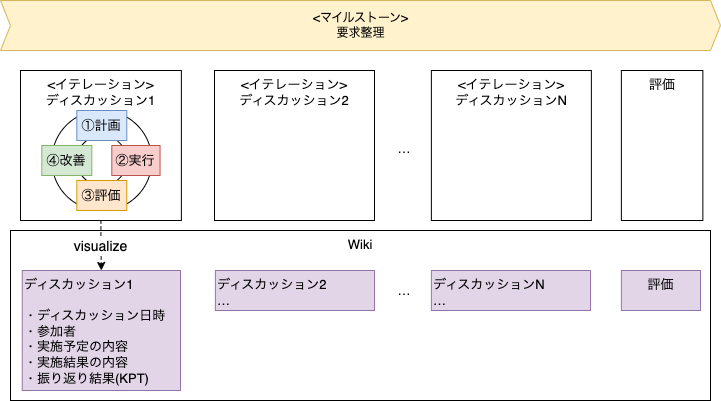 <マイルストーン>
要求整理
<イテレーション>
ディスカッション1
①計画
④改善
②実行
③評価
<イテレーション>
ディスカッション2
...
<イテレーション>
ディスカッションN
評価
visualize
Wiki
ディスカッション1
・ディスカッション日時
・参加者
・実施予定の内容
・実施結果の内容
・振り返り結果(KPT)
ディスカッション2
...
...
ディスカッションN
...
評価